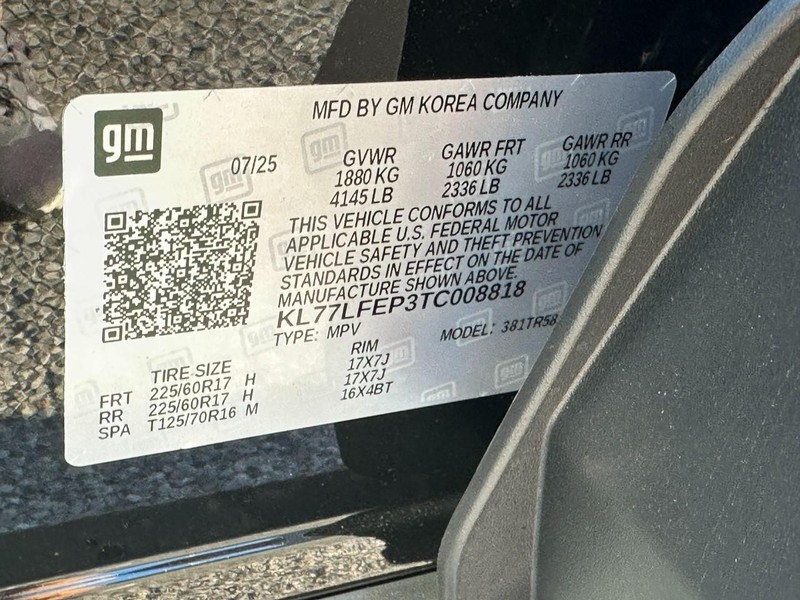 gm
MFD BY GM KOREA COMPANY
07/25
GVWR GAWR FRT GAWR RR
1880 KG 1060 KG 1060 KG
4145 LB 2336 LB 2336 LB
THIS VEHICLE CONFORMS TO ALL
APPLICABLE U.S. FEDERAL MOTOR
VEHICLE SAFETY AND THEFT PREVENTION
STANDARDS IN EFFECT ON THE DATE OF
MANUFACTURE SHOWN ABOVE.
KL77LFEP3TC008818
TYPE: MPV MODEL: 381TR58
TIRE SIZE RIM
FRT 225/60R17 H 17X7J
RR 225/60R17 H 17X7J
SPA T125/70R16 M 16X4BT